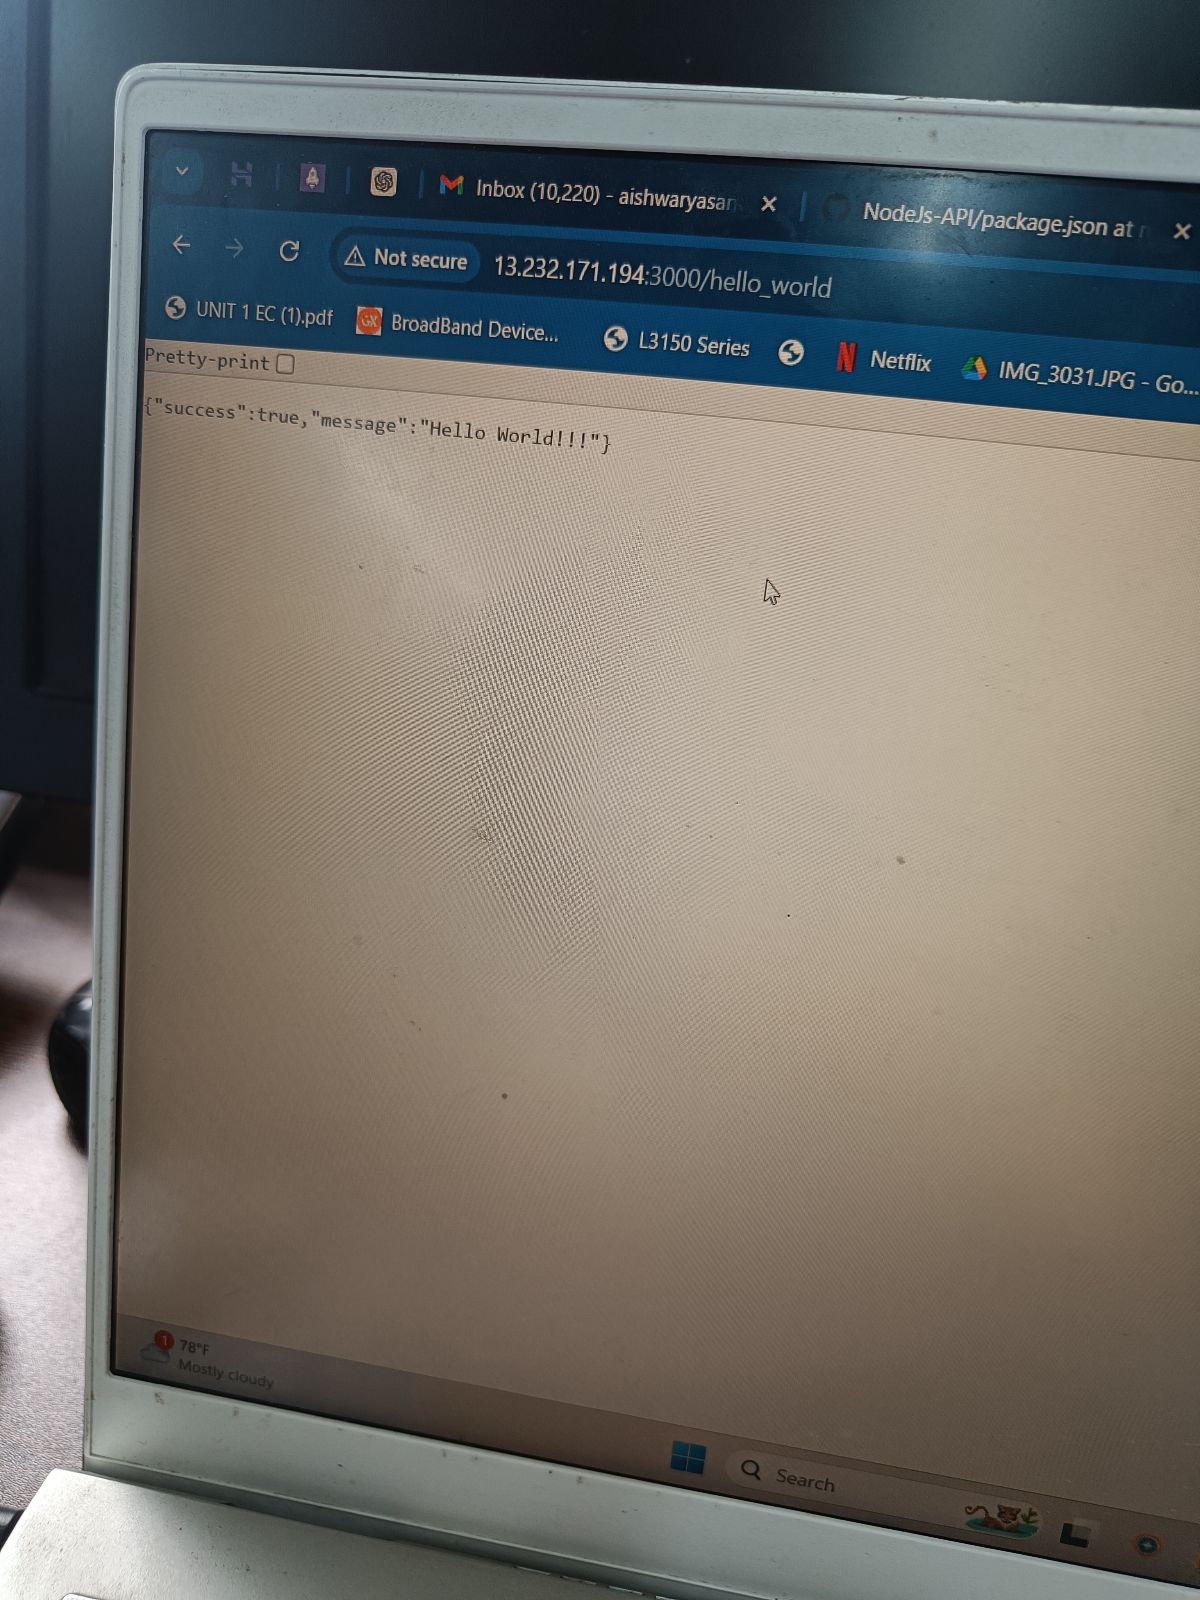 Inbox (10,220) - aishwaryasan
NodeJs-API/package.json at
Not secure
13.232.171.194:3000/hello_world
UNIT 1 EC (1).pdf
GX
BroadBand Device...
L3150 Series
N
Netflix
IMG_3031.JPG - Go...
Pretty-print
{"success":true,"message":"Hello World!!!"}
1
78°F
Mostly cloudy
Search